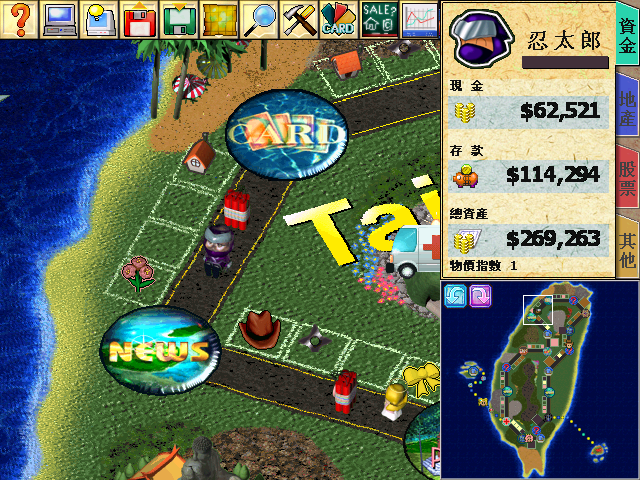 CARD
SALE?
CARD
Tai
NEWS
忍太郎
現金
$62,521
存款
$114,294
總資產
$269,263
物價指數 1
資金
地產
股票
其他